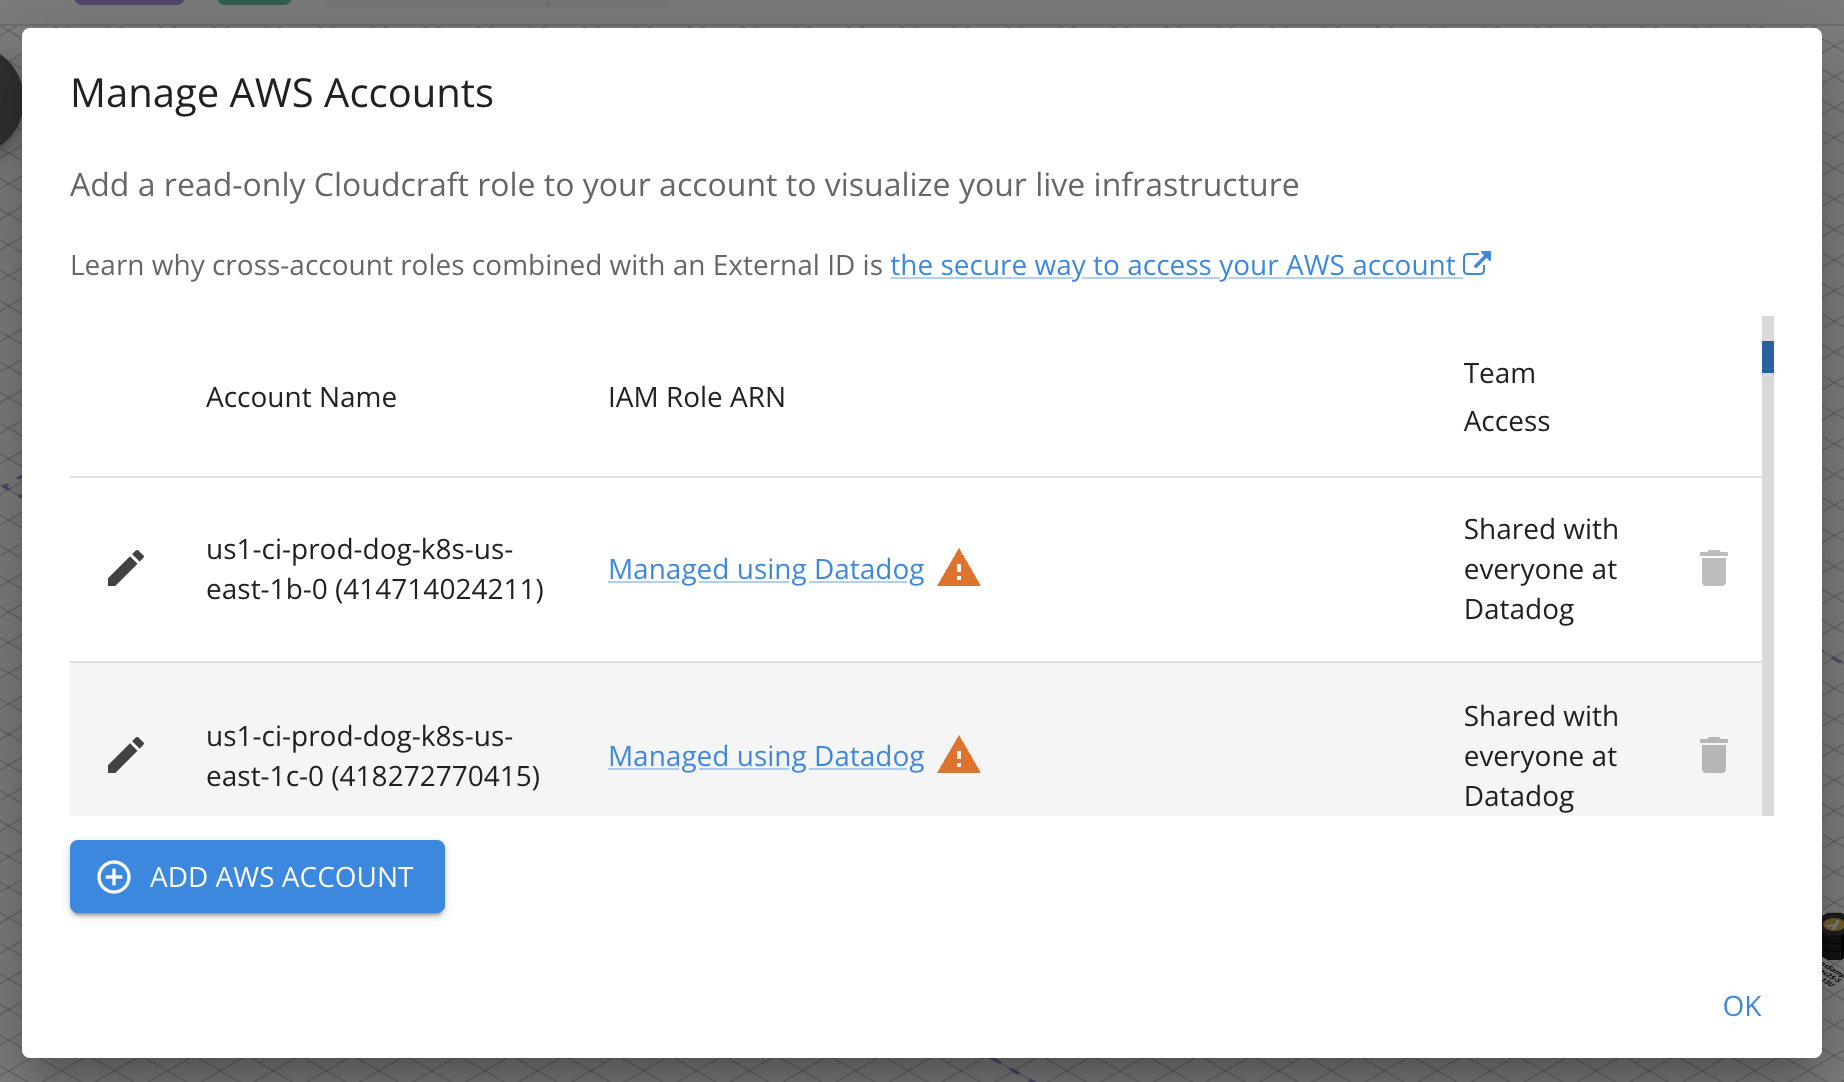 Manage AWS Accounts
Add a read-only Cloudcraft role to your account to visualize your live infrastructure
Learn why cross-account roles combined with an External ID is the secure way to access your AWS account
Account Name
IAM Role ARN
Team
Access
us1-ci-prod-dog-k8s-us-
east-1b-0 (414714024211)
Managed using Datadog
Shared with
everyone at
Datadog
us1-ci-prod-dog-k8s-us-
east-1c-0 (418272770415)
Managed using Datadog
Shared with
everyone at
Datadog
ADD AWS ACCOUNT
OK